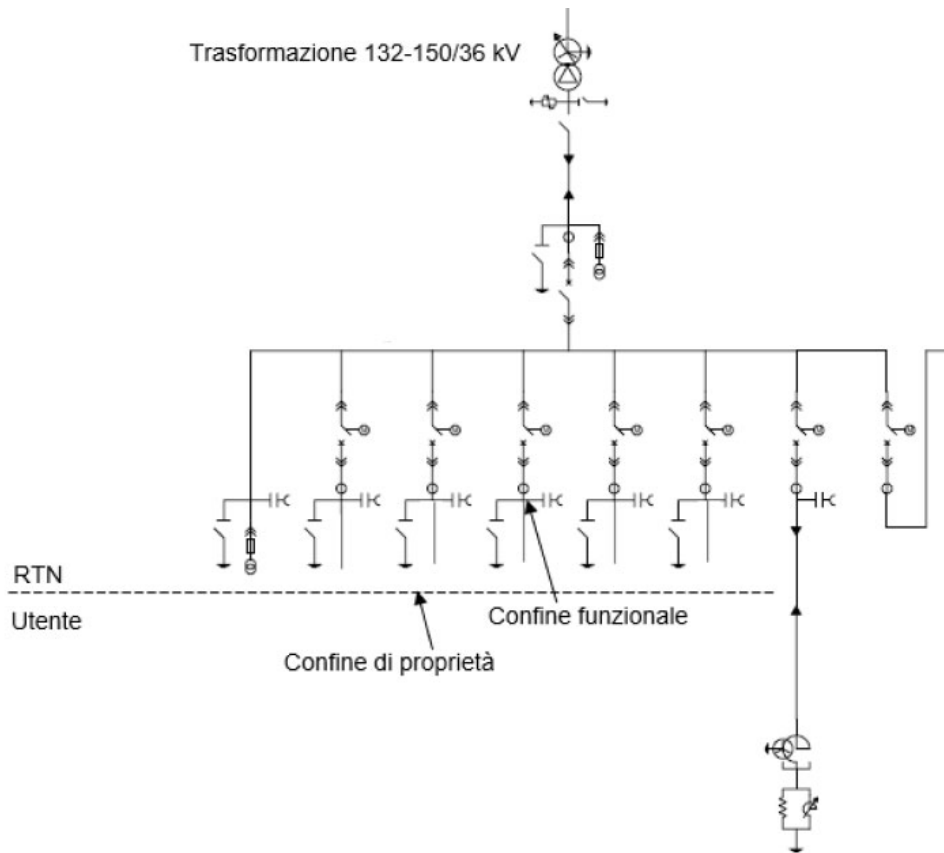 Trasformazione 132-150/36 kV
RTN
Utente
Confine funzionale
Confine di proprietà